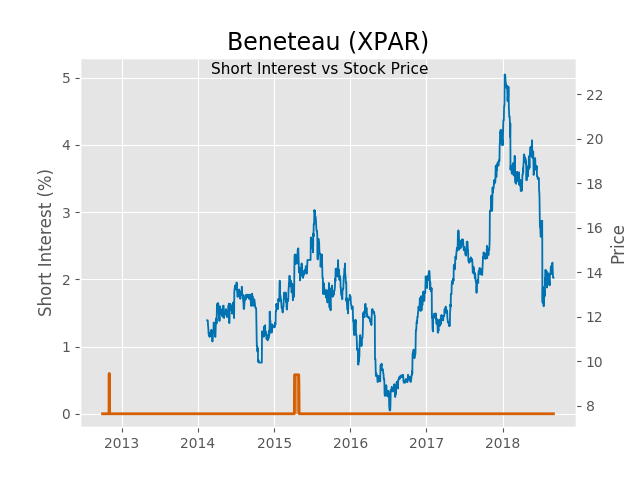 Beneteau (XPAR)
Short Interest vs Stock Price
Short Interest (%)
5
4
3
2
1
0
22
20
18
16
14
12
10
8
Price
2013 2014 2015 2016 2017 2018